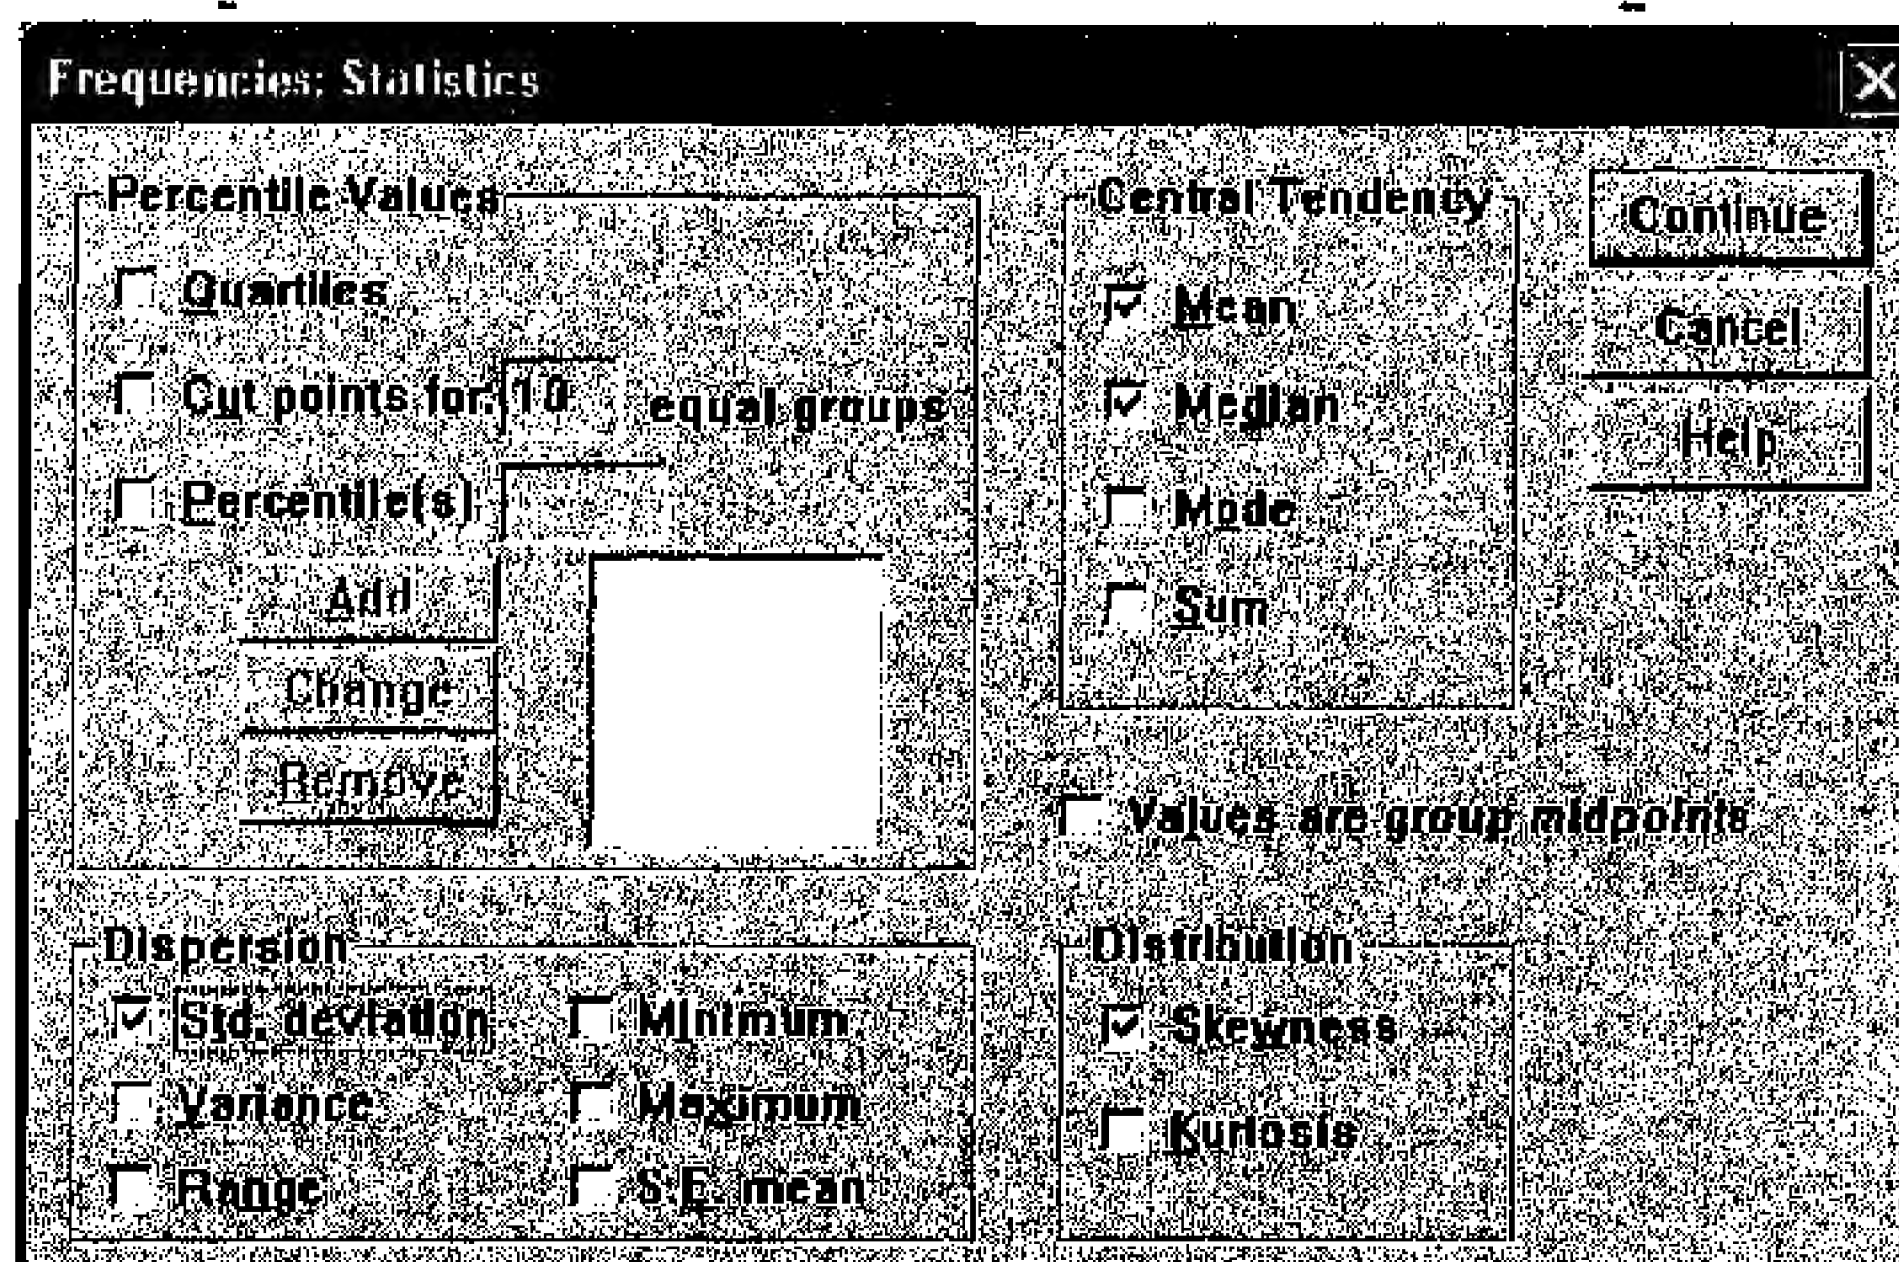 Frequencies: Statistics
Percentile Values
Quartiles
Cut points for: 10 equal groups
Percentile(s):
Add
Change
Remove
Central Tendency
Mean
Median
Mode
Sum
Continue
Cancel
Help
Values are group midpoints
Dispersion
Std. deviation
Minimum
Variance
Maximum
Range
S.E. mean
Distribution
Skewness
Kurtosis